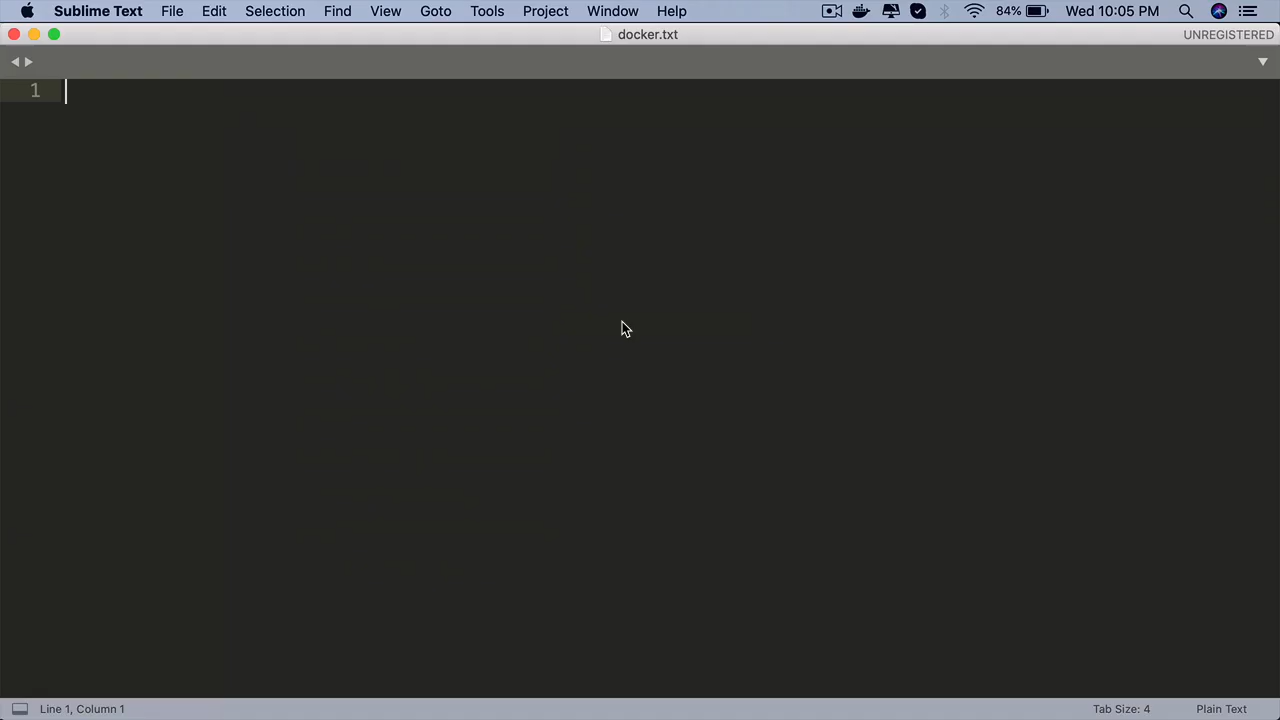 Sublime Text File Edit Selection Find View Goto Tools Project Window Help 84% Wed 10:05 PM
docker.txt UNREGISTERED
1
Line 1, Column 1 Tab Size: 4 Plain Text